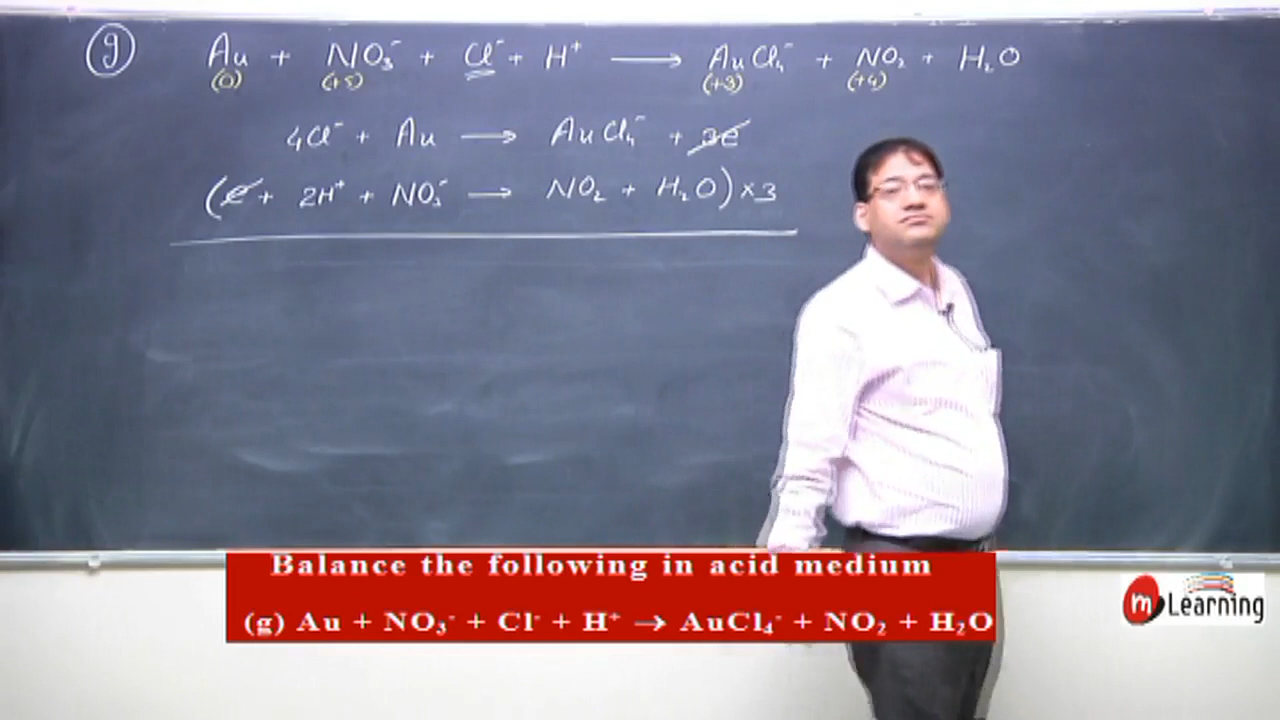 (g) Au + NO₃⁻ + Cl⁻ + H⁺ ⟶ AuCl₄⁻ + NO₂ + H₂O
(0) (+5) (+3) (+4)
4Cl⁻ + Au ⟶ AuCl₄⁻ + 3e
(e + 2H⁺ + NO₃⁻ ⟶ NO₂ + H₂O) × 3
Balance the following in acid medium
(g) Au + NO₃⁻ + Cl⁻ + H⁺ → AuCl₄⁻ + NO₂ + H₂O
m Learning